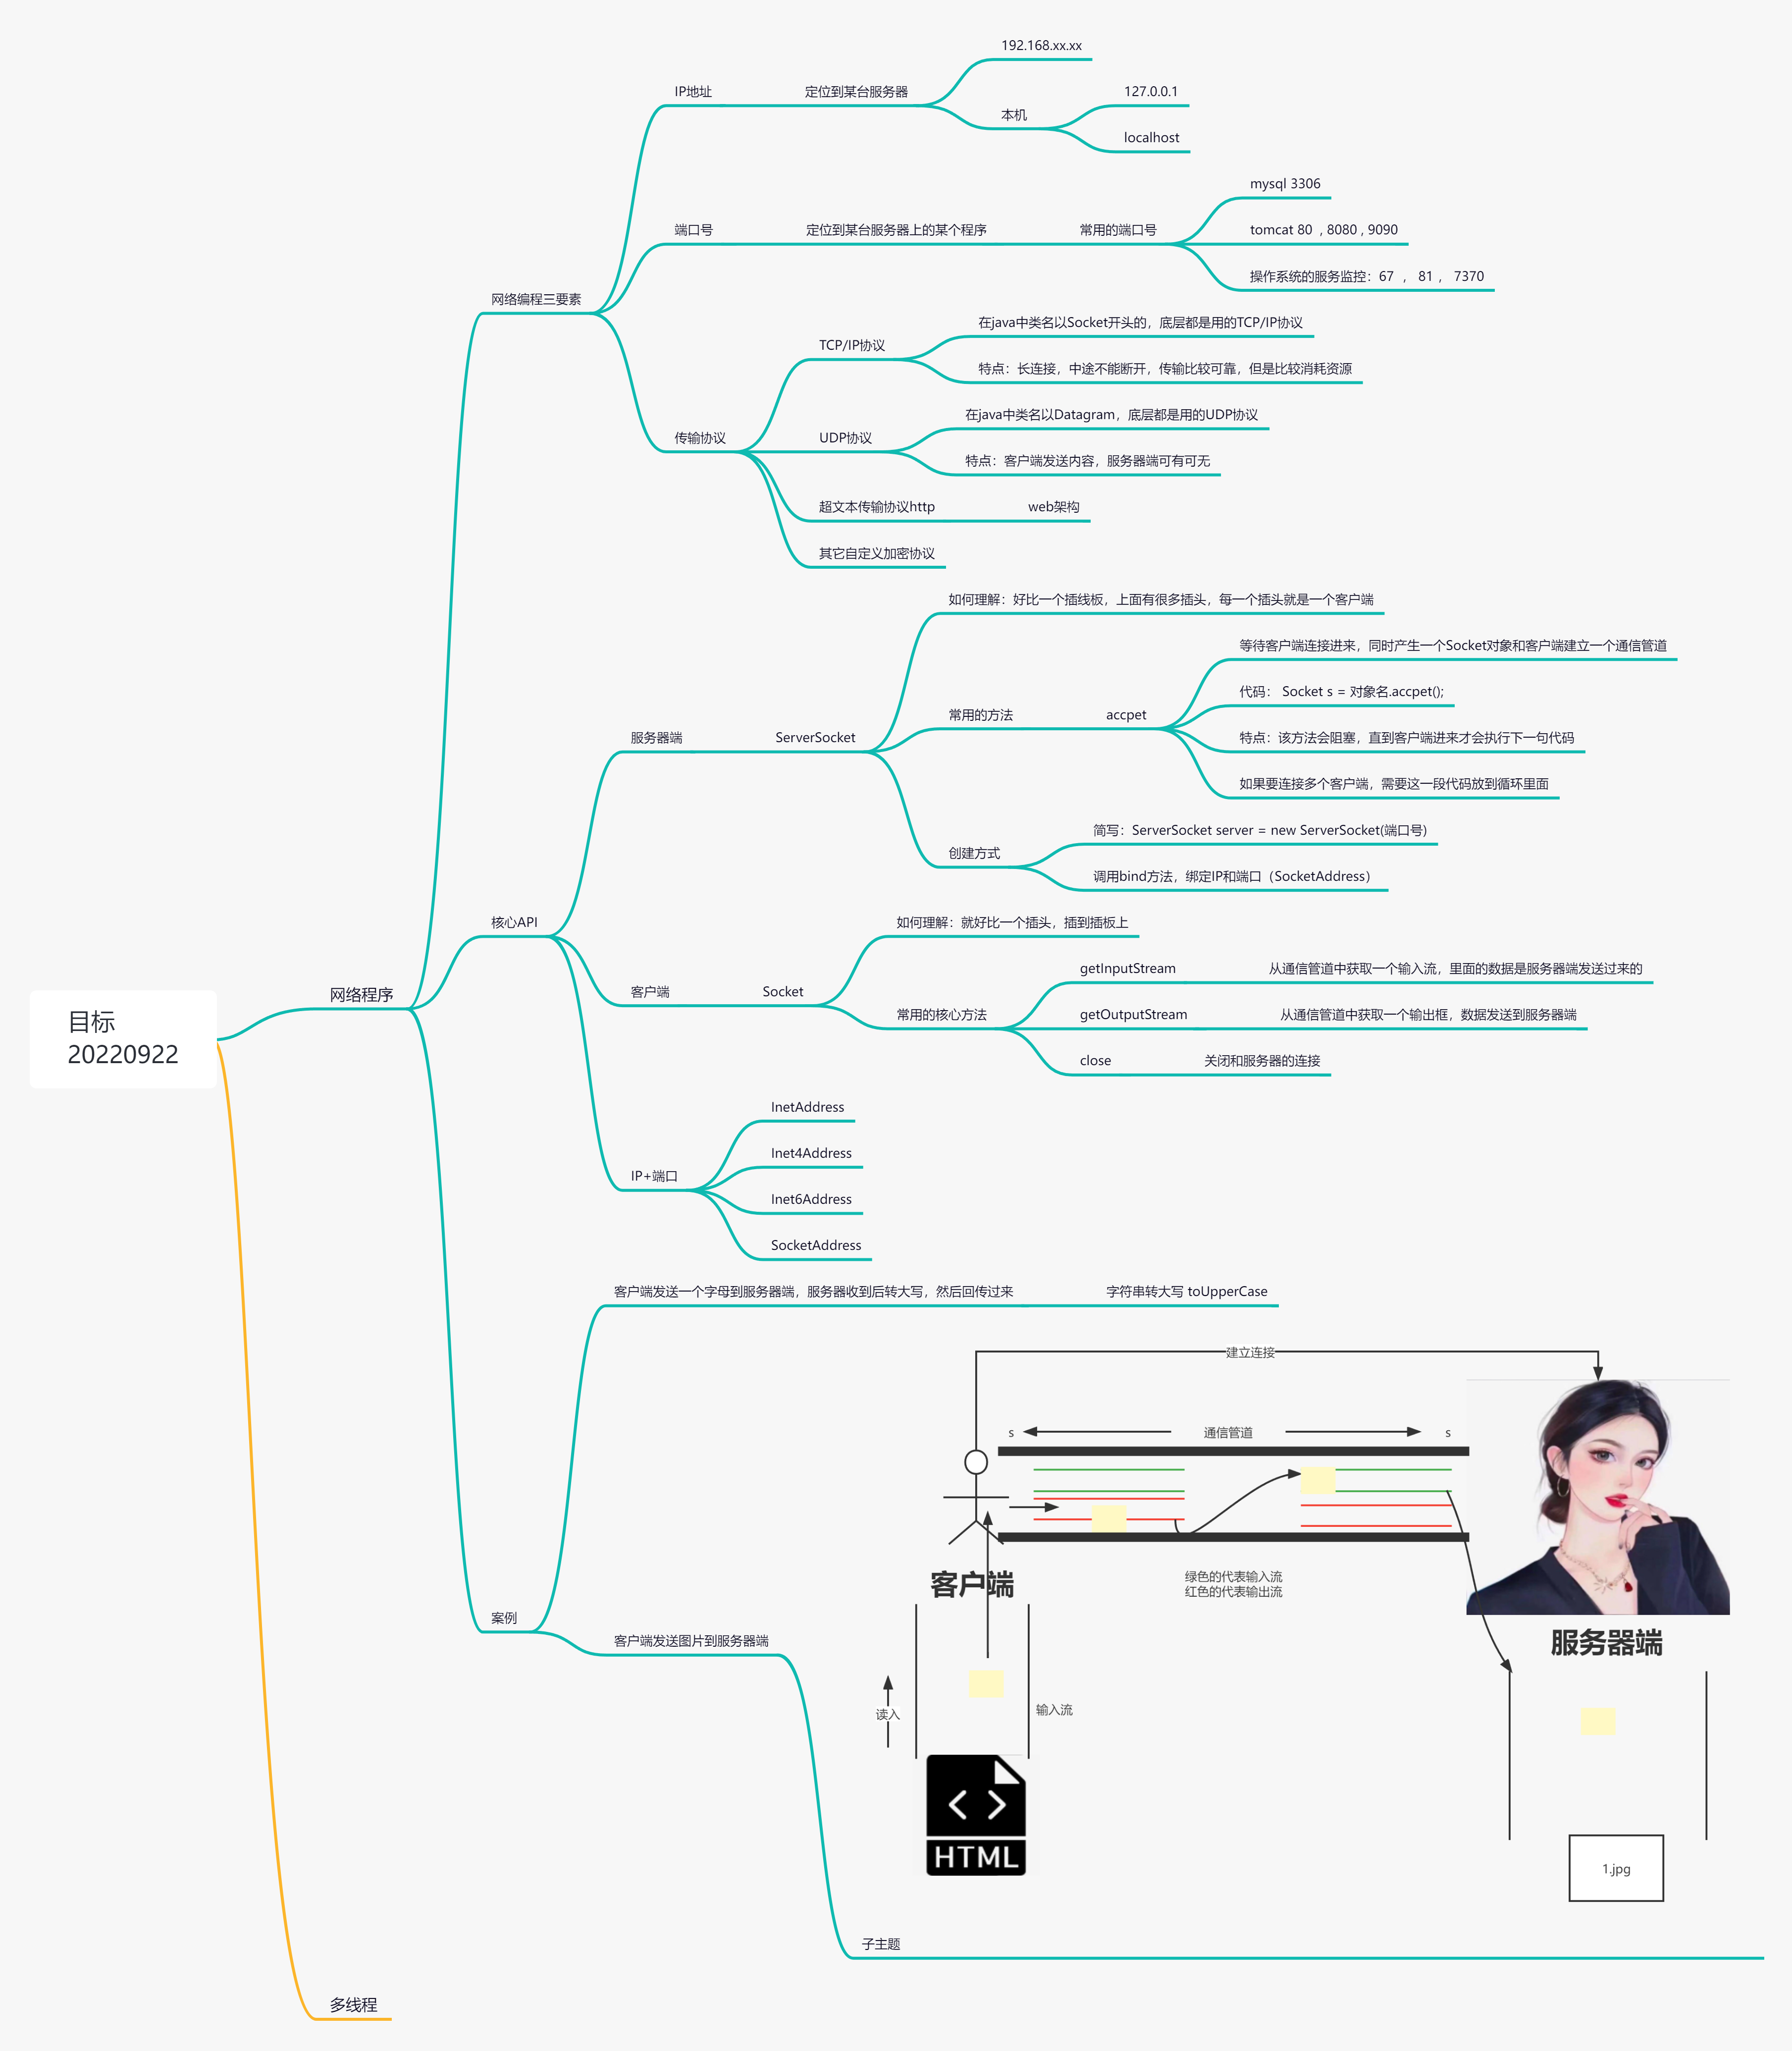 目标
20220922
网络程序
网络编程三要素
IP地址
定位到某台服务器
192.168.xx.xx
本机
127.0.0.1
localhost
端口号
定位到某台服务器上的某个程序
常用的端口号
mysql 3306
tomcat 80 , 8080 , 9090
操作系统的服务监控：67 ， 81 ， 7370
传输协议
TCP/IP协议
在java中类名以Socket开头的，底层都是用的TCP/IP协议
特点：长连接，中途不能断开，传输比较可靠，但是比较消耗资源
UDP协议
在java中类名以Datagram，底层都是用的UDP协议
特点：客户端发送内容，服务器端可有可无
超文本传输协议http
web架构
其它自定义加密协议
核心API
服务器端
ServerSocket
如何理解：好比一个插线板，上面有很多插头，每一个插头就是一个客户端
常用的方法
accpet
等待客户端连接进来，同时产生一个Socket对象和客户端建立一个通信管道
代码： Socket s = 对象名.accpet();
特点：该方法会阻塞，直到客户端进来才会执行下一句代码
如果要连接多个客户端，需要这一段代码放到循环里面
创建方式
简写：ServerSocket server = new ServerSocket(端口号)
调用bind方法，绑定IP和端口（SocketAddress）
客户端
Socket
如何理解：就好比一个插头，插到插板上
常用的核心方法
getInputStream
从通信管道中获取一个输入流，里面的数据是服务器端发送过来的
getOutputStream
从通信管道中获取一个输出框，数据发送到服务器端
close
关闭和服务器的连接
IP+端口
InetAddress
Inet4Address
Inet6Address
SocketAddress
案例
客户端发送一个字母到服务器端，服务器收到后转大写，然后回传过来
字符串转大写 toUpperCase
客户端发送图片到服务器端
建立连接
s
通信管道
s
客户端
绿色的代表输入流
红色的代表输出流
服务器端
读入
输入流
HTML
1.jpg
子主题
多线程